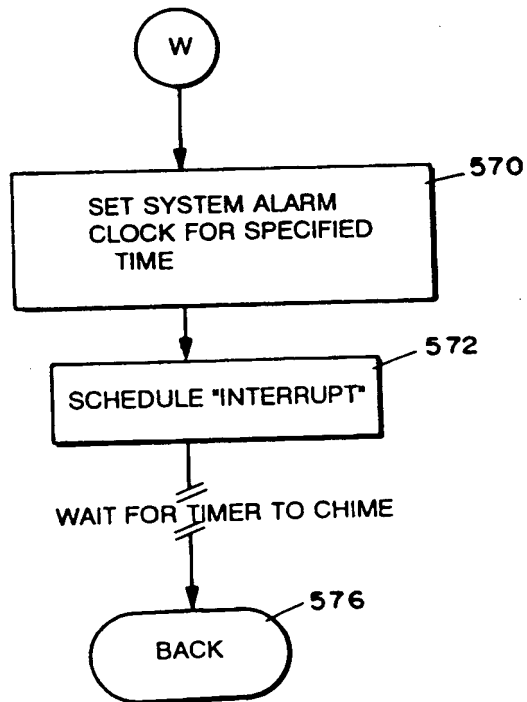 W
570
SET SYSTEM ALARM
CLOCK FOR SPECIFIED
TIME
572
SCHEDULE "INTERRUPT"
WAIT FOR TIMER TO CHIME
576
BACK